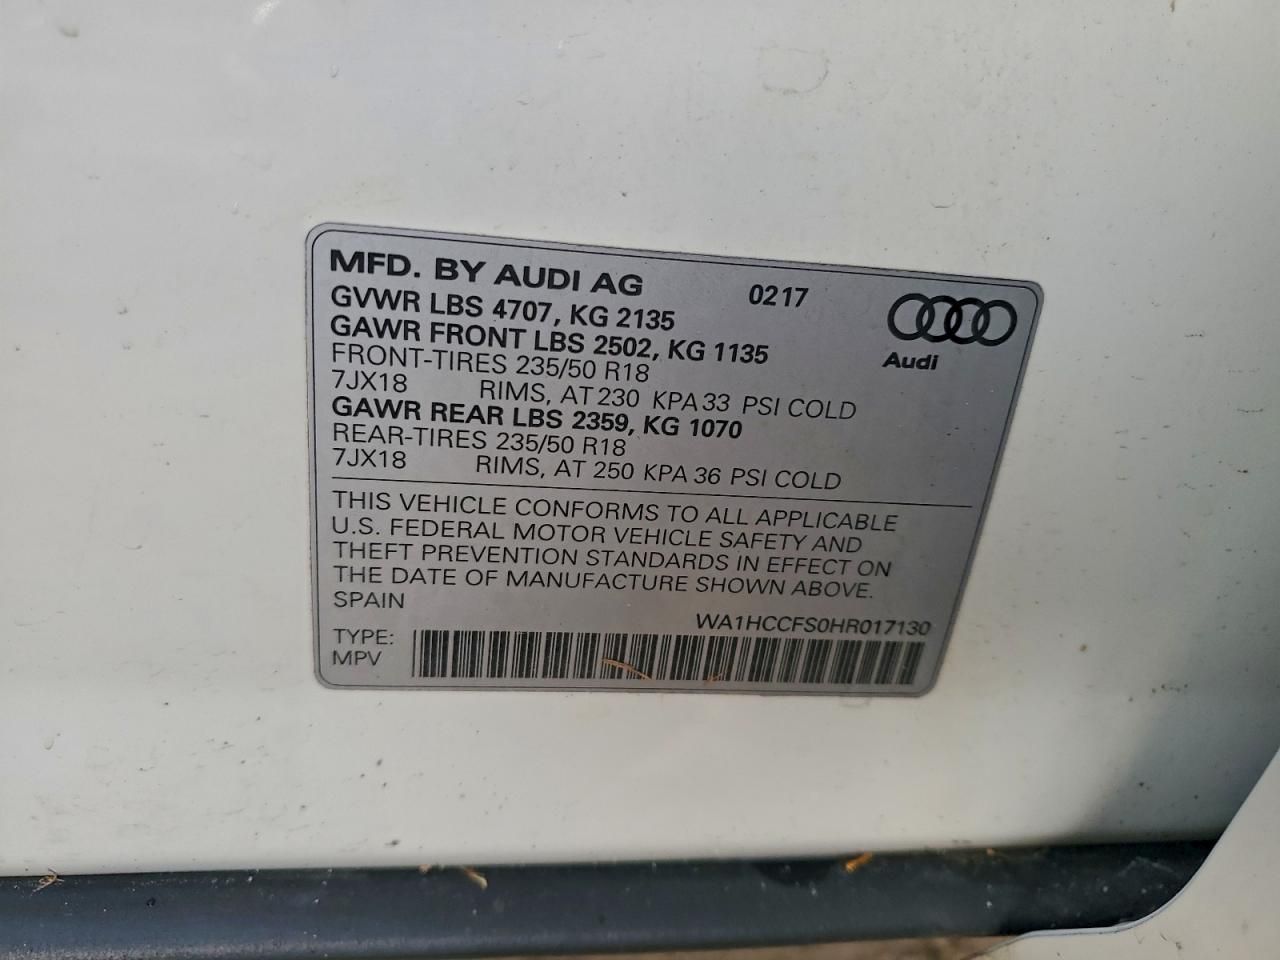 MFD. BY AUDI AG 0217
GVWR LBS 4707, KG 2135
GAWR FRONT LBS 2502, KG 1135
Audi
FRONT-TIRES 235/50 R18
7JX18 RIMS, AT 230 KPA 33 PSI COLD
GAWR REAR LBS 2359, KG 1070
REAR-TIRES 235/50 R18
7JX18 RIMS, AT 250 KPA 36 PSI COLD
THIS VEHICLE CONFORMS TO ALL APPLICABLE
U.S. FEDERAL MOTOR VEHICLE SAFETY AND
THEFT PREVENTION STANDARDS IN EFFECT ON
THE DATE OF MANUFACTURE SHOWN ABOVE.
SPAIN
WA1HCCFS0HR017130
TYPE:
MPV